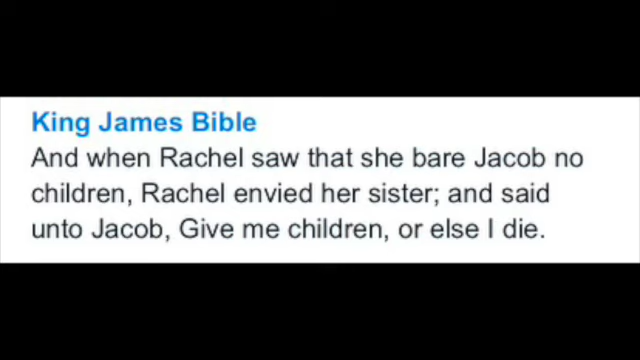 King James Bible
And when Rachel saw that she bare Jacob no
children, Rachel envied her sister; and said
unto Jacob, Give me children, or else I die.